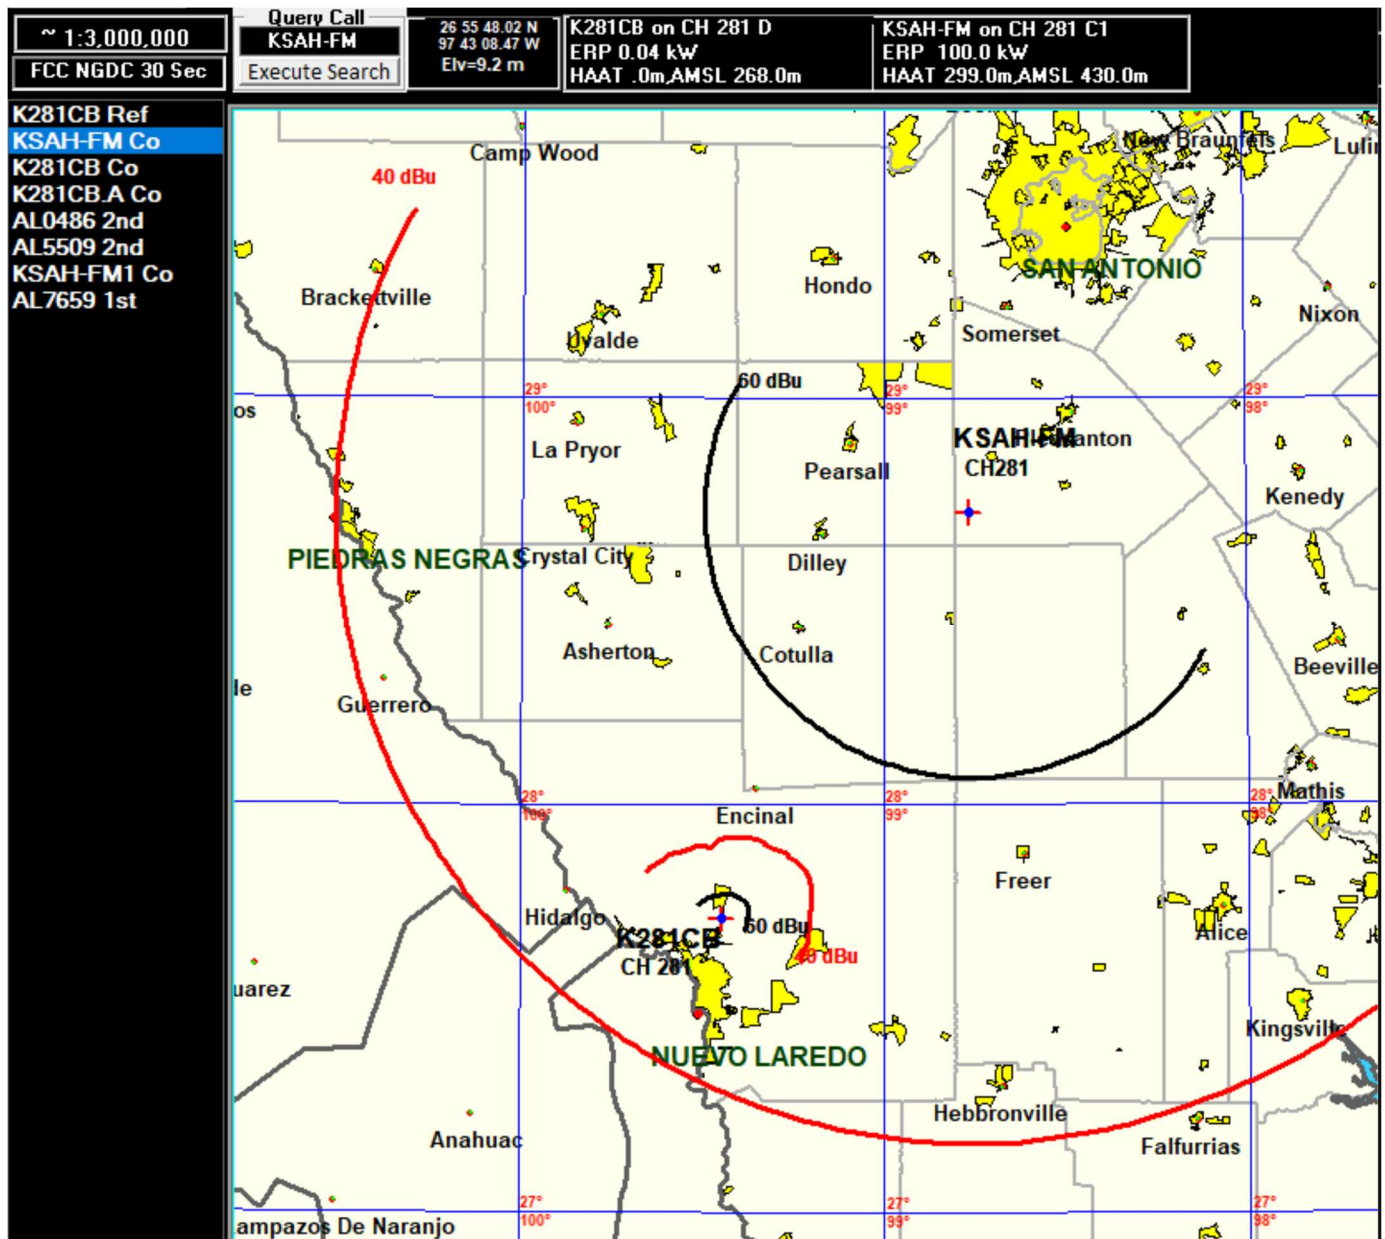 ~ 1:3,000,000
FCC NGDC 30 Sec
Query Call
KSAH-FM
Execute Search
26 55 48.02 N
97 43 08.47 W
Elv=9.2 m
K281CB on CH 281 D
ERP 0.04 kW
HAAT .0m,AMSL 268.0m
KSAH-FM on CH 281 C1
ERP 100.0 kW
HAAT 299.0m,AMSL 430.0m
K281CB Ref
KSAH-FM Co
K281CB Co
K281CB.A Co
AL0486 2nd
AL5509 2nd
KSAH-FM1 Co
AL7659 1st
Camp Wood
New Braunfels
Lulin
40 dBu
SAN ANTONIO
Brackettville
Hondo
Nixon
Uvalde
Somerset
60 dBu
29°
100°
29°
99°
29°
98°
os
La Pryor
KSAH-FM
CH281
Pearsall
Kenedy
PIEDRAS NEGRAS
Crystal City
Dilley
Asherton
Cotulla
Beeville
de
Guerrero
28°
100°
28°
99°
28°
98°
Mathis
Encinal
Freer
Hidalgo
K281CB
CH 281
60 dBu
40 dBu
Alice
uarez
Kingsville
NUEVO LAREDO
Hebbronville
Anahuac
Falfurrias
27°
100°
27°
99°
27°
98°
ampazos De Naranjo